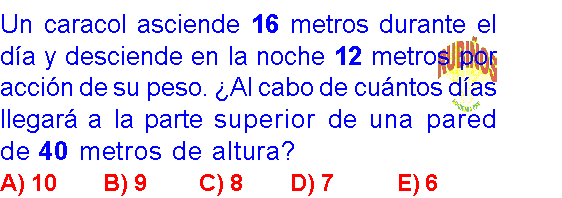 Un caracol asciende 16 metros durante el
día y desciende en la noche 12 metros por
acción de su peso. ¿Al cabo de cuántos días
llegará a la parte superior de una pared
de 40 metros de altura?
A) 10 B) 9 C) 8 D) 7 E) 6
RUBIÑOS